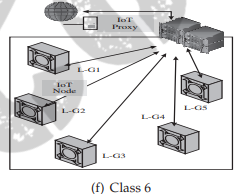 IoT
Proxy
L-G1
IoT
Node
L-G2
L-G5
L-G4
L-G3
(f) Class 6